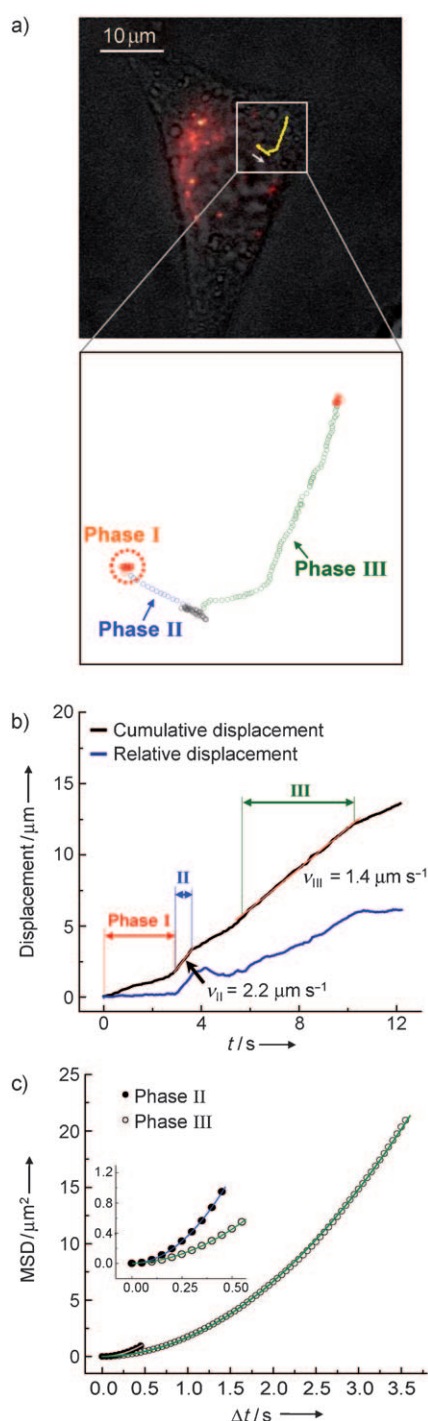 a)
10 µm
Phase I
Phase II
Phase III
b)
20
15
10
5
0
Displacement / µm
Cumulative displacement
Relative displacement
III
II
Phase I
vIII = 1.4 µm s⁻¹
vII = 2.2 µm s⁻¹
0 4 8 12
t / s
c)
25
20
15
10
5
0
MSD / µm²
Phase II
Phase III
1.2
0.8
0.4
0.0
0.00 0.25 0.50
0.0 0.5 1.0 1.5 2.0 2.5 3.0 3.5
Δt / s